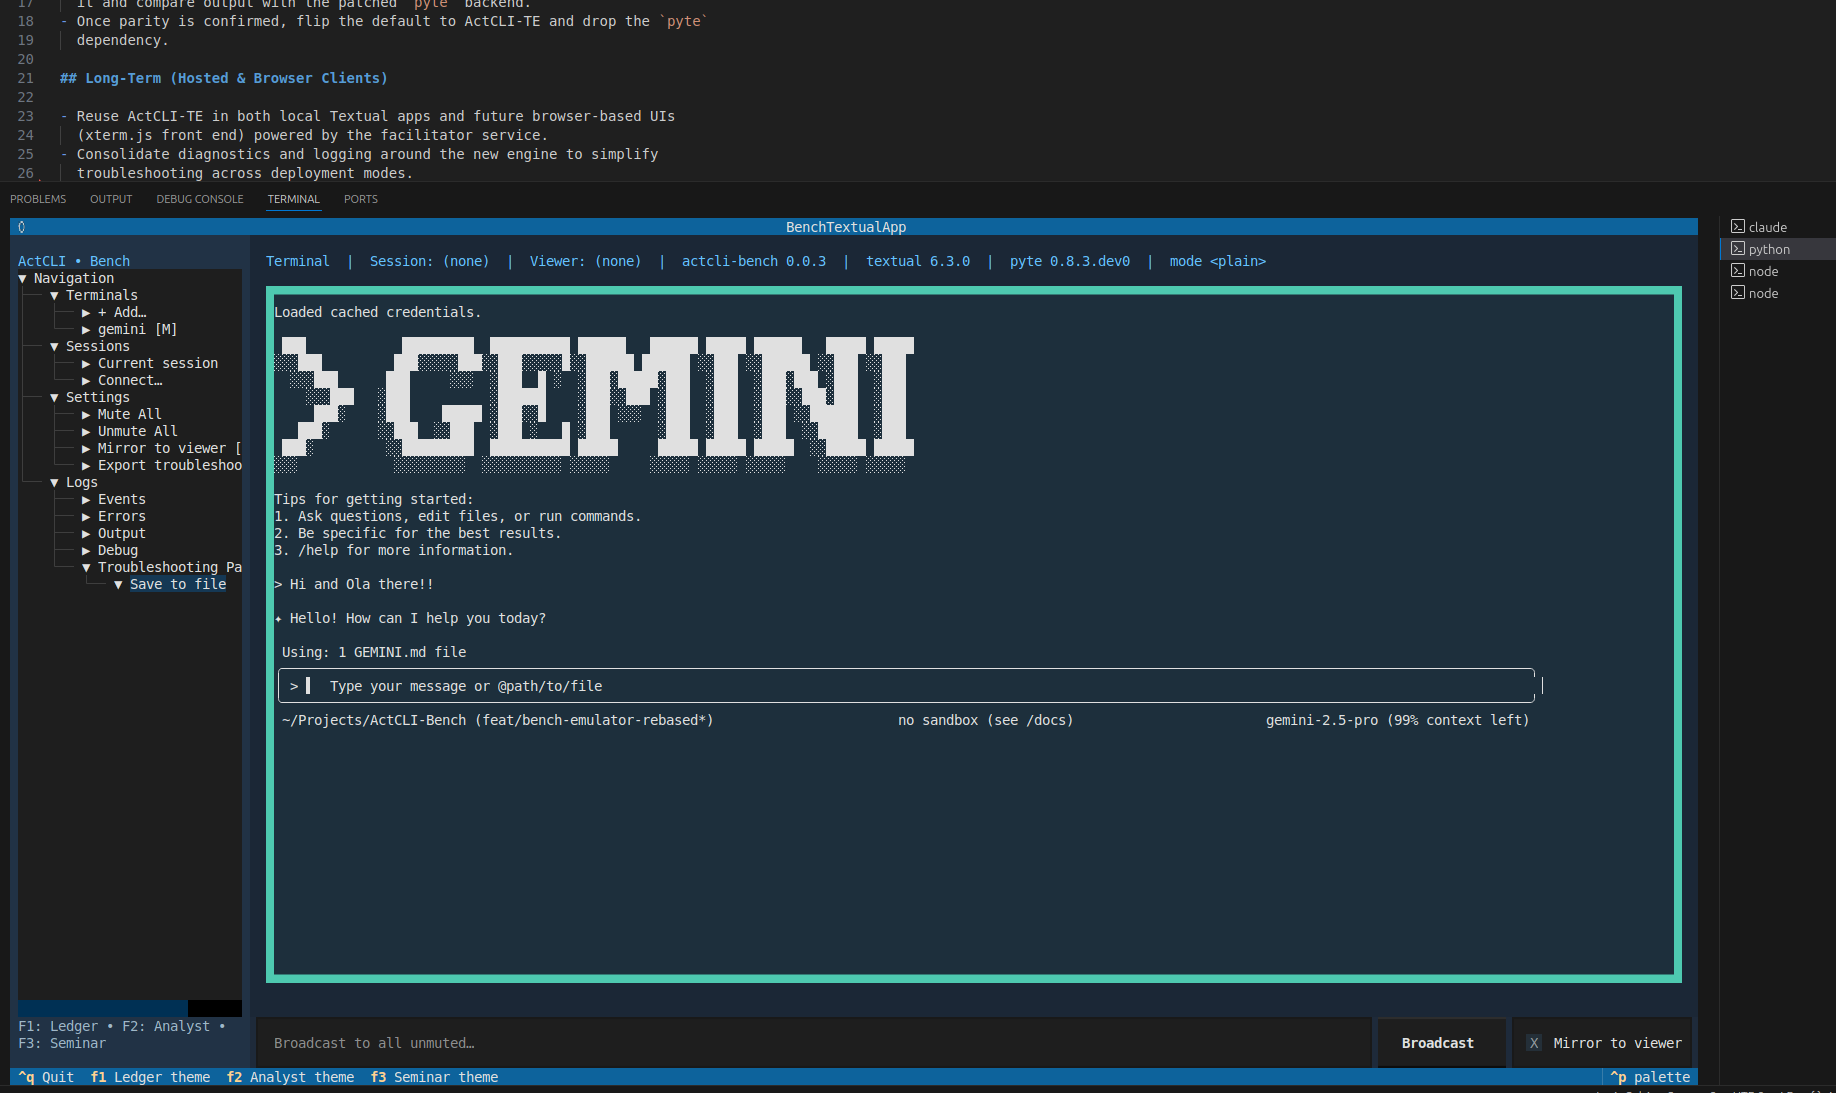 17 it and compare output with the patched `pyte` backend.
18 - Once parity is confirmed, flip the default to ActCLI-TE and drop the `pyte`
19 dependency.
20
21 ## Long-Term (Hosted & Browser Clients)
22
23 - Reuse ActCLI-TE in both local Textual apps and future browser-based UIs
24 (xterm.js front end) powered by the facilitator service.
25 - Consolidate diagnostics and logging around the new engine to simplify
26 troubleshooting across deployment modes.
PROBLEMS OUTPUT DEBUG CONSOLE TERMINAL PORTS
BenchTextualApp
ActCLI • Bench
▼ Navigation
▼ Terminals
▶ + Add…
▶ gemini [M]
▼ Sessions
▶ Current session
▶ Connect…
▼ Settings
▶ Mute All
▶ Unmute All
▶ Mirror to viewer [
▶ Export troubleshoo
▼ Logs
▶ Events
▶ Errors
▶ Output
▶ Debug
▼ Troubleshooting Pa
▼ Save to file
F1: Ledger • F2: Analyst •
F3: Seminar
Terminal | Session: (none) | Viewer: (none) | actcli-bench 0.0.3 | textual 6.3.0 | pyte 0.8.3.dev0 | mode <plain>
Loaded cached credentials.
> GEMINI
Tips for getting started:
1. Ask questions, edit files, or run commands.
2. Be specific for the best results.
3. /help for more information.
> Hi and Ola there!!
✦ Hello! How can I help you today?
Using: 1 GEMINI.md file
> Type your message or @path/to/file
~/Projects/ActCLI-Bench (feat/bench-emulator-rebased*) no sandbox (see /docs) gemini-2.5-pro (99% context left)
Broadcast to all unmuted… Broadcast X Mirror to viewer
^q Quit f1 Ledger theme f2 Analyst theme f3 Seminar theme ^p palette
claude
python
node
node